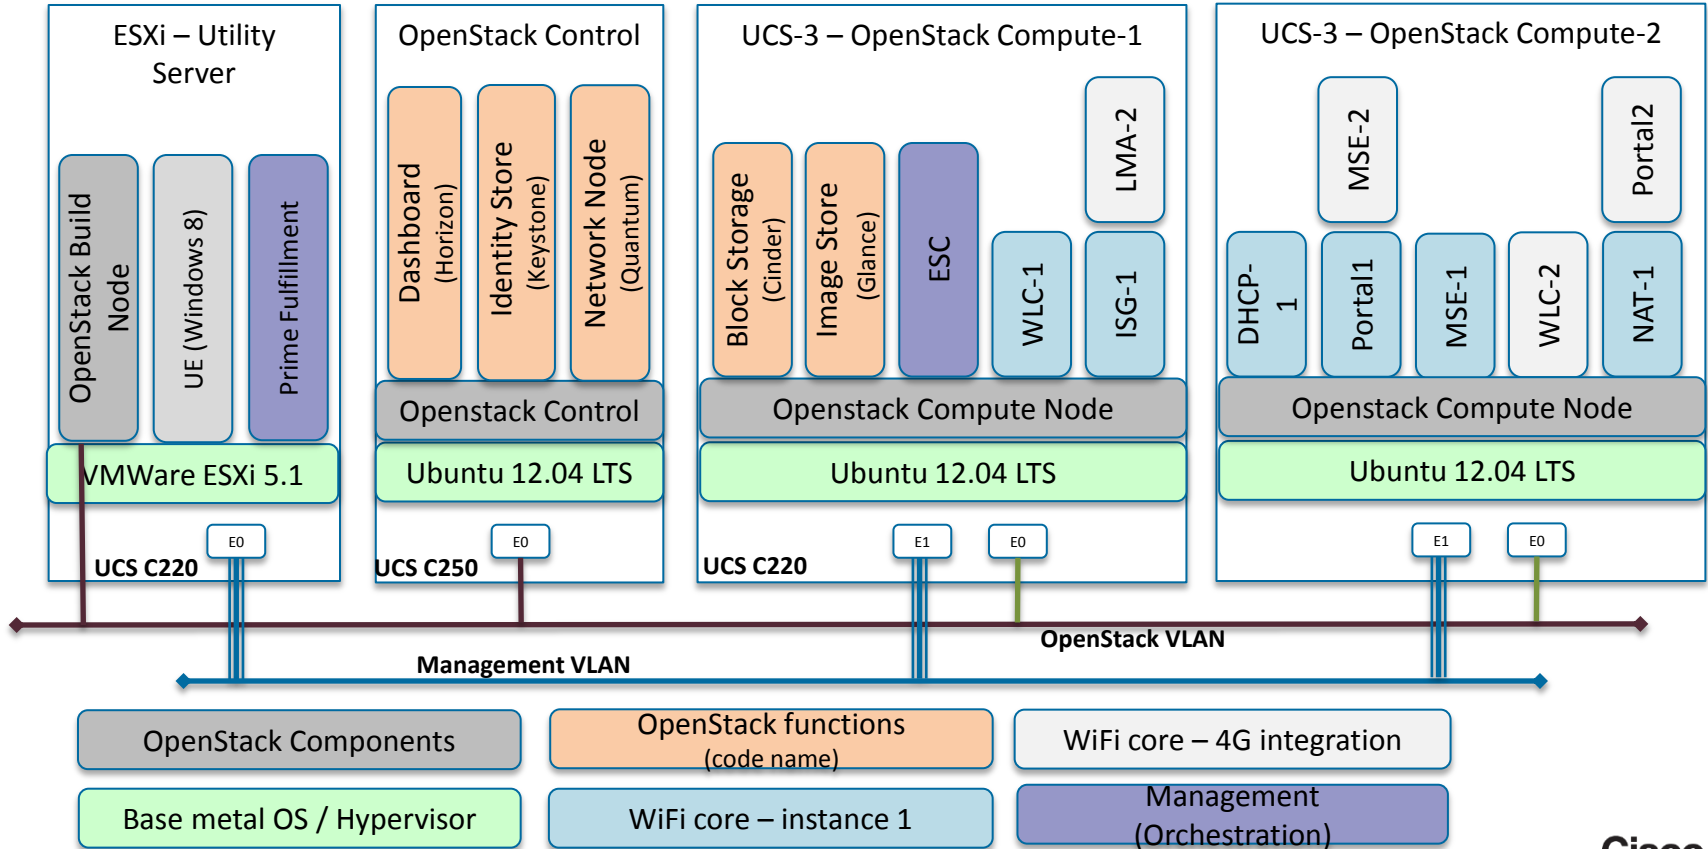 ESXi – Utility
Server
OpenStack Build
Node
UE (Windows 8)
Prime Fulfillment
VMWare ESXi 5.1
E0
UCS C220
OpenStack Control
Dashboard
(Horizon)
Identity Store
(Keystone)
Network Node
(Quantum)
Openstack Control
Ubuntu 12.04 LTS
E0
UCS C250
UCS-3 – OpenStack Compute-1
Block Storage
(Cinder)
Image Store
(Glance)
ESC
WLC-1
LMA-2
ISG-1
Openstack Compute Node
Ubuntu 12.04 LTS
E1
E0
UCS C220
UCS-3 – OpenStack Compute-2
MSE-2
Portal2
DHCP-
1
Portal1
MSE-1
WLC-2
NAT-1
Openstack Compute Node
Ubuntu 12.04 LTS
E1
E0
OpenStack VLAN
Management VLAN
OpenStack Components
OpenStack functions
(code name)
WiFi core – 4G integration
Base metal OS / Hypervisor
WiFi core – instance 1
Management
(Orchestration)
Cisco